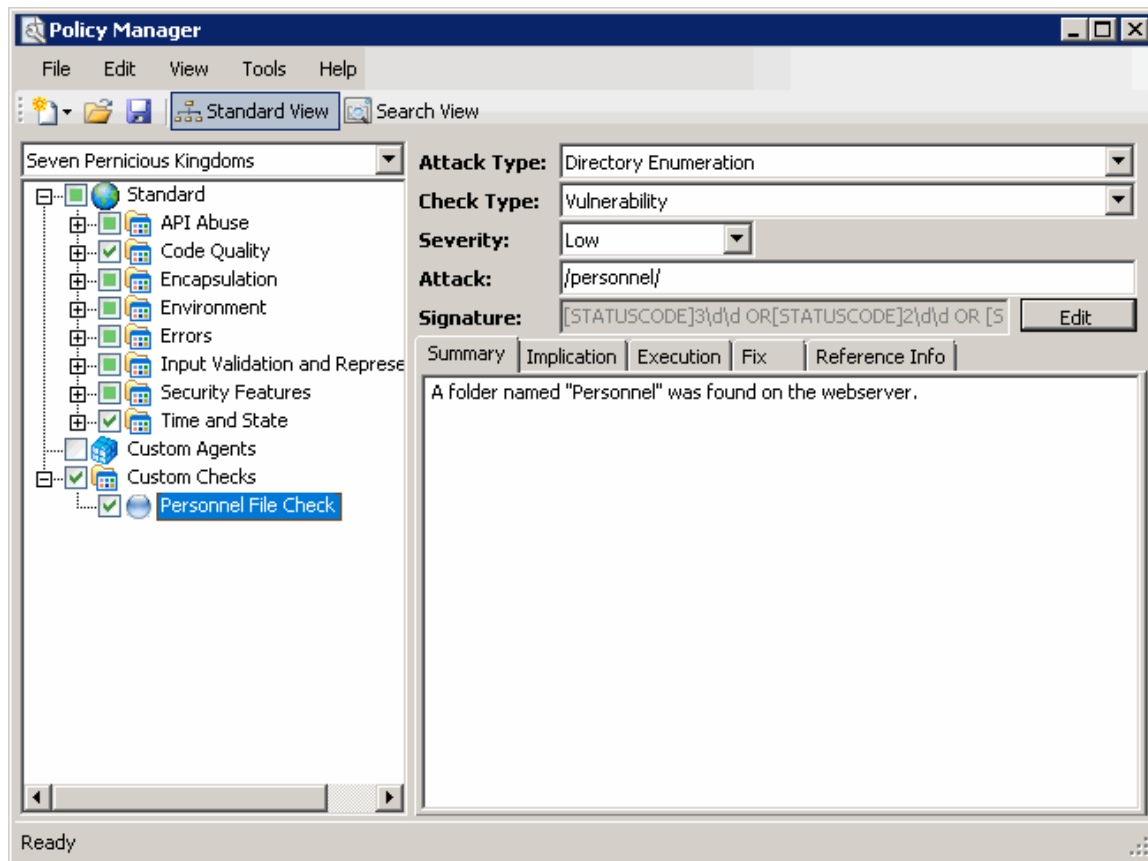 Policy Manager
File Edit View Tools Help
Standard View Search View
Seven Pernicious Kingdoms
Standard
API Abuse
Code Quality
Encapsulation
Environment
Errors
Input Validation and Represe
Security Features
Time and State
Custom Agents
Custom Checks
Personnel File Check
Attack Type: Directory Enumeration
Check Type: Vulnerability
Severity: Low
Attack: /personnel/
Signature: [STATUSCODE]3\d\d OR[STATUSCODE]2\d\d OR [S Edit
Summary Implication Execution Fix Reference Info
A folder named "Personnel" was found on the webserver.
Ready